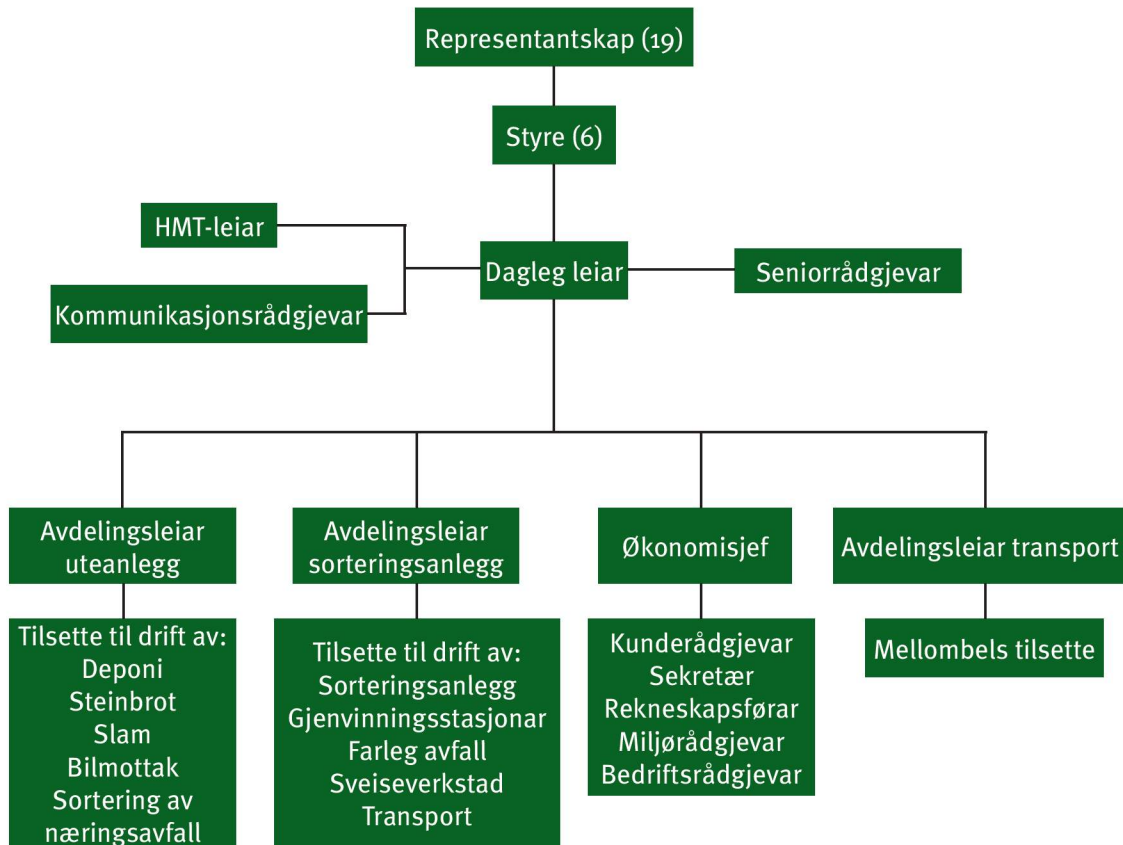 Representantskap (19)
Styre (6)
HMT-leiar
Dagleg leiar
Seniorrådgjevar
Kommunikasjonsrådgjevar
Avdelingsleiar
uteanlegg
Tilsette til drift av:
Deponi
Steinbrot
Slam
Bilmottak
Sortering av
næringsavfall
Avdelingsleiar
sorteringsanlegg
Tilsette til drift av:
Sorteringsanlegg
Gjenvinningsstasjonar
Farleg avfall
Sveiseverkstad
Transport
Økonomisjef
Kunderådgjevar
Sekretær
Rekneskapsførar
Miljørådgjevar
Bedriftsrådgjevar
Avdelingsleiar transport
Mellombels tilsette